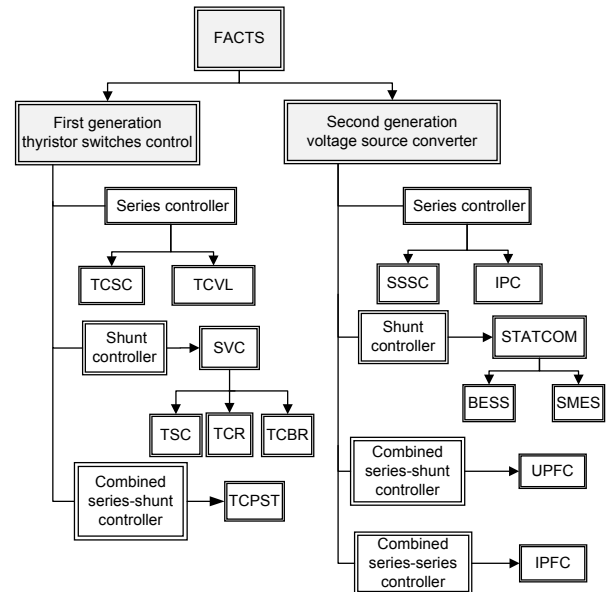 FACTS
First generation
thyristor switches control
Second generation
voltage source converter
Series controller
TCSC
TCVL
Shunt
controller
SVC
TSC
TCR
TCBR
Combined
series-shunt
controller
TCPST
Series controller
SSSC
IPC
Shunt
controller
STATCOM
BESS
SMES
Combined
series-shunt
controller
UPFC
Combined
series-series
controller
IPFC